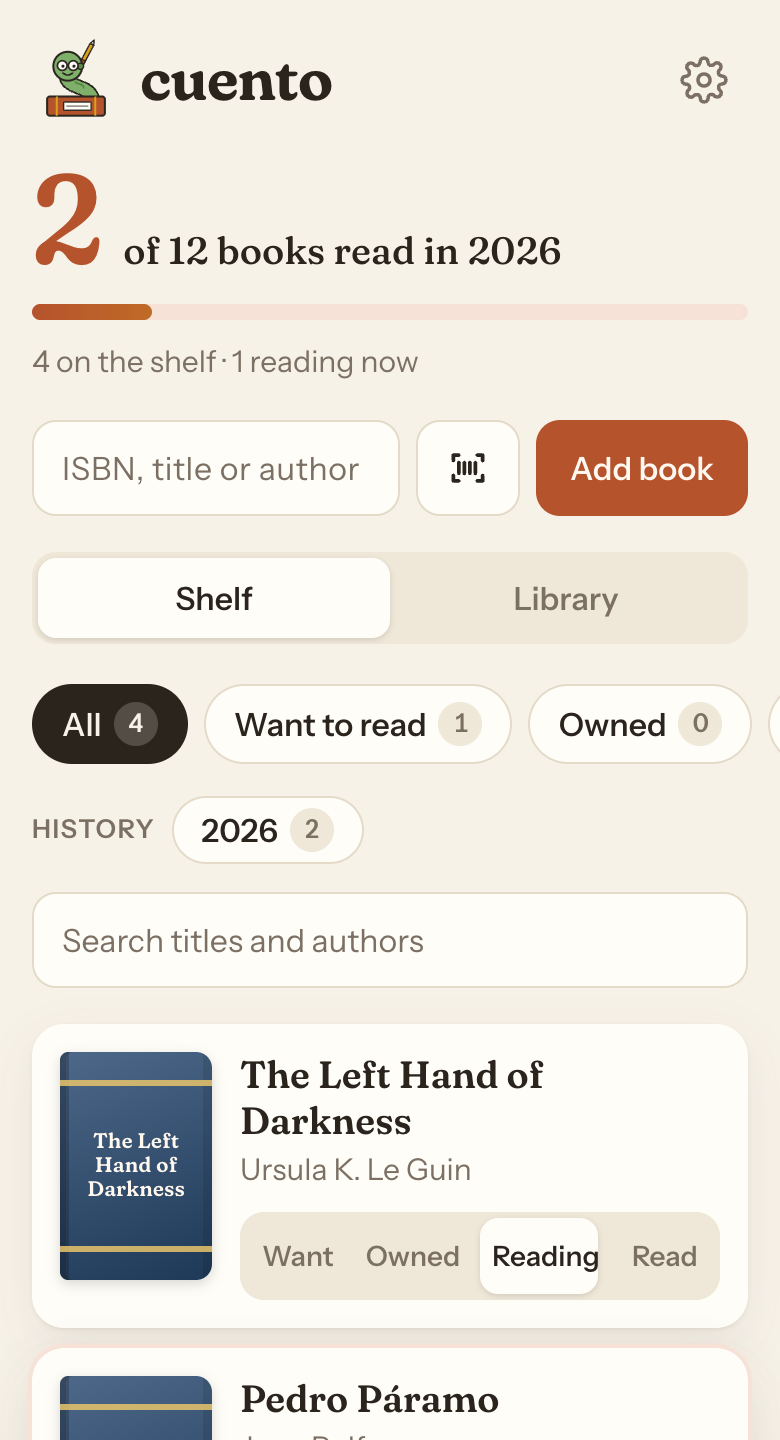 cuento
2 of 12 books read in 2026
4 on the shelf · 1 reading now
ISBN, title or author
Add book
Shelf
Library
All 4
Want to read 1
Owned 0
HISTORY
2026 2
Search titles and authors
The Left
Hand of
Darkness
The Left Hand of
Darkness
Ursula K. Le Guin
Want
Owned
Reading
Read
Pedro Páramo